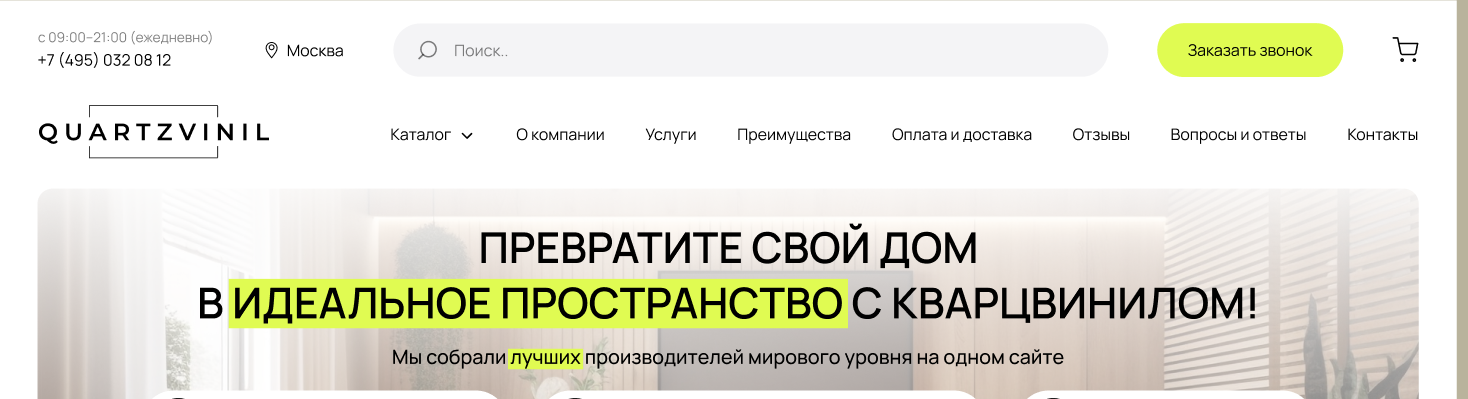 с 09:00–21:00 (ежедневно)
+7 (495) 032 08 12
Москва
Поиск..
Заказать звонок
QUARTZVINIL
Каталог
О компании
Услуги
Преимущества
Оплата и доставка
Отзывы
Вопросы и ответы
Контакты
ПРЕВРАТИТЕ СВОЙ ДОМ
В ИДЕАЛЬНОЕ ПРОСТРАНСТВО С КВАРЦВИНИЛОМ!
Мы собрали лучших производителей мирового уровня на одном сайте